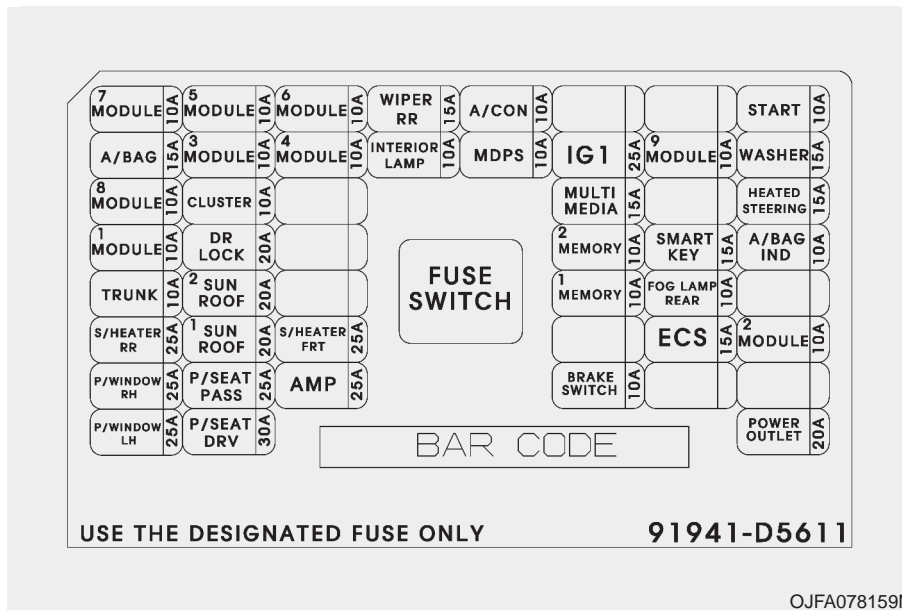 7 MODULE 10A 5 MODULE 10A 6 MODULE 10A WIPER RR 15A A/CON 10A START 10A
A/BAG 15A 3 MODULE 10A 4 MODULE 10A INTERIOR LAMP 10A MDPS 10A IG1 25A 9 MODULE 10A WASHER 15A
8 MODULE 10A CLUSTER 10A MULTI MEDIA 15A HEATED STEERING 15A
1 MODULE 10A DR LOCK 20A 2 MEMORY 10A SMART KEY 15A A/BAG IND 10A
TRUNK 10A 2 SUN ROOF 20A 1 MEMORY 10A FOG LAMP REAR 10A
FUSE
SWITCH
S/HEATER RR 25A 1 SUN ROOF 20A S/HEATER FRT 25A ECS 15A 2 MODULE 10A
P/WINDOW RH 25A P/SEAT PASS 25A AMP 25A BRAKE SWITCH 10A
P/WINDOW LH 25A P/SEAT DRV 30A POWER OUTLET 20A
BAR CODE
USE THE DESIGNATED FUSE ONLY 91941-D5611
OJFA078159N